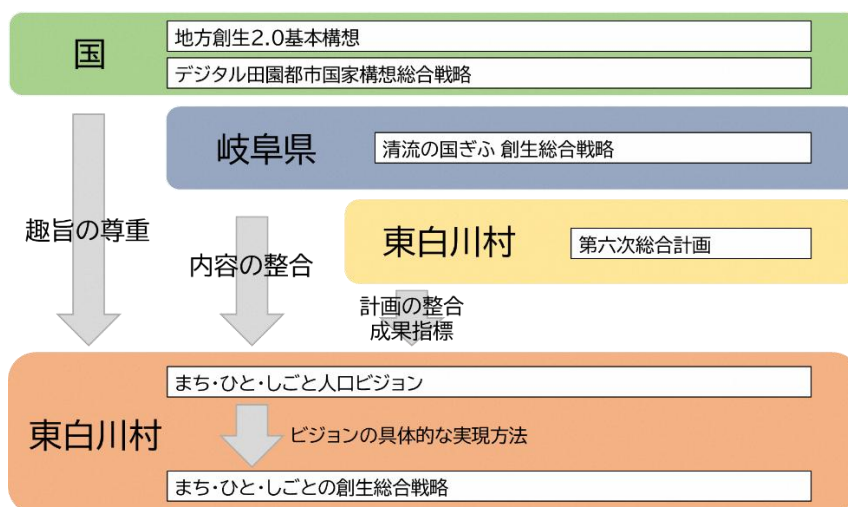 国
地方創生2.0基本構想
デジタル田園都市国家構想総合戦略
岐阜県
清流の国ぎふ 創生総合戦略
趣旨の尊重
内容の整合
東白川村
第六次総合計画
計画の整合
成果指標
東白川村
まち・ひと・しごと人口ビジョン
ビジョンの具体的な実現方法
まち・ひと・しごとの創生総合戦略